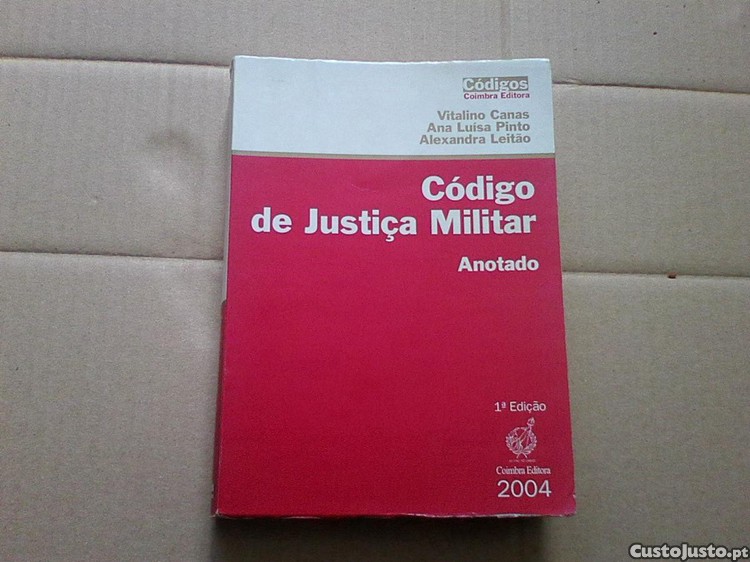 Códigos
Coimbra Editora
Vitalino Canas
Ana Luísa Pinto
Alexandra Leitão
Código
de Justiça Militar
Anotado
1ª Edição
Coimbra Editora
2004
CustoJusto.pt